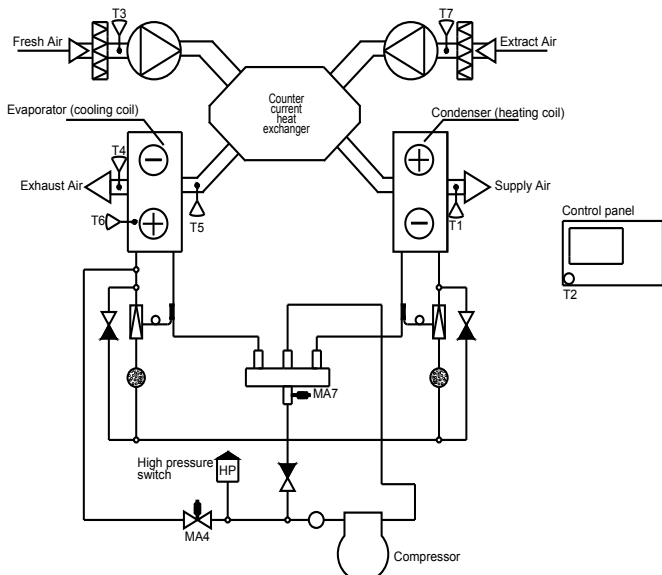 T3
T7
Fresh Air
Extract Air
Counter
current
heat
exchanger
Evaporator (cooling coil)
Condenser (heating coil)
T4
Exhaust Air
Supply Air
T6
T5
T1
Control panel
T2
MA7
High pressure
switch
HP
MA4
Compressor